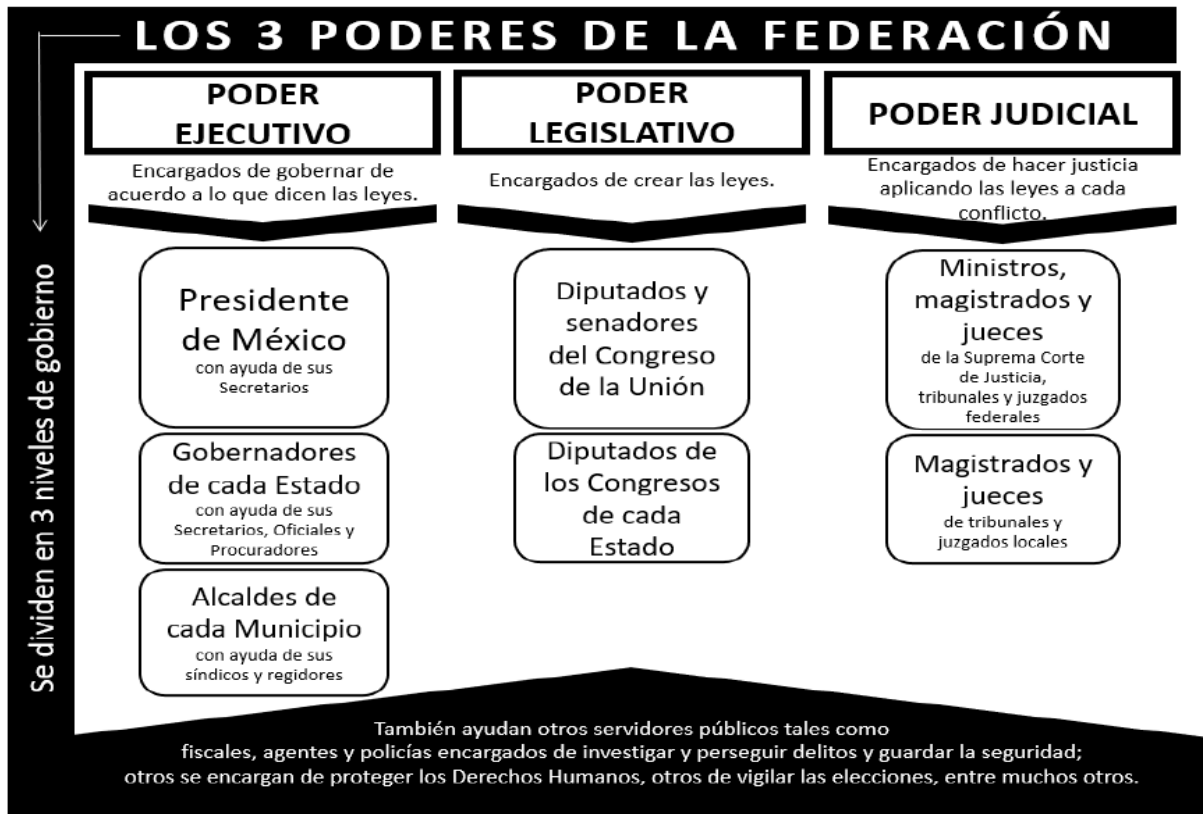 LOS 3 PODERES DE LA FEDERACIÓN
Se dividen en 3 niveles de gobierno
PODER
EJECUTIVO
Encargados de gobernar de
acuerdo a lo que dicen las leyes.
Presidente
de México
con ayuda de sus
Secretarios
Gobernadores
de cada Estado
con ayuda de sus
Secretarios, Oficiales y
Procuradores
Alcaldes de
cada Municipio
con ayuda de sus
síndicos y regidores
PODER
LEGISLATIVO
Encargados de crear las leyes.
Diputados y
senadores
del Congreso
de la Unión
Diputados de
los Congresos
de cada
Estado
PODER JUDICIAL
Encargados de hacer justicia
aplicando las leyes a cada
conflicto.
Ministros,
magistrados y
jueces
de la Suprema Corte
de Justicia,
tribunales y juzgados
federales
Magistrados y
jueces
de tribunales y
juzgados locales
También ayudan otros servidores públicos tales como
fiscales, agentes y policías encargados de investigar y perseguir delitos y guardar la seguridad;
otros se encargan de proteger los Derechos Humanos, otros de vigilar las elecciones, entre muchos otros.